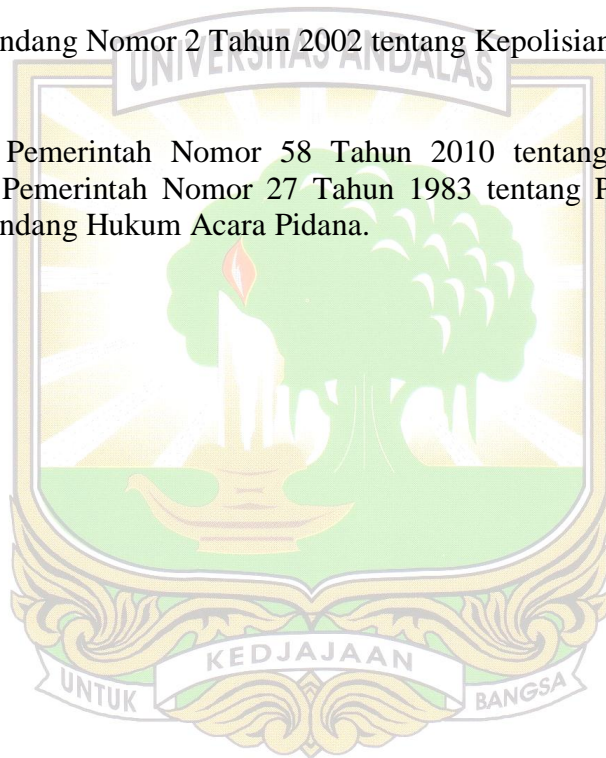 ndang Nomor 2 Tahun 2002 tentang Kepolisian
UNIVERSITAS ANDALAS
Pemerintah Nomor 58 Tahun 2010 tentang
Pemerintah Nomor 27 Tahun 1983 tentang P
ndang Hukum Acara Pidana.
KEDJAJAAN
UNTUK
BANGSA